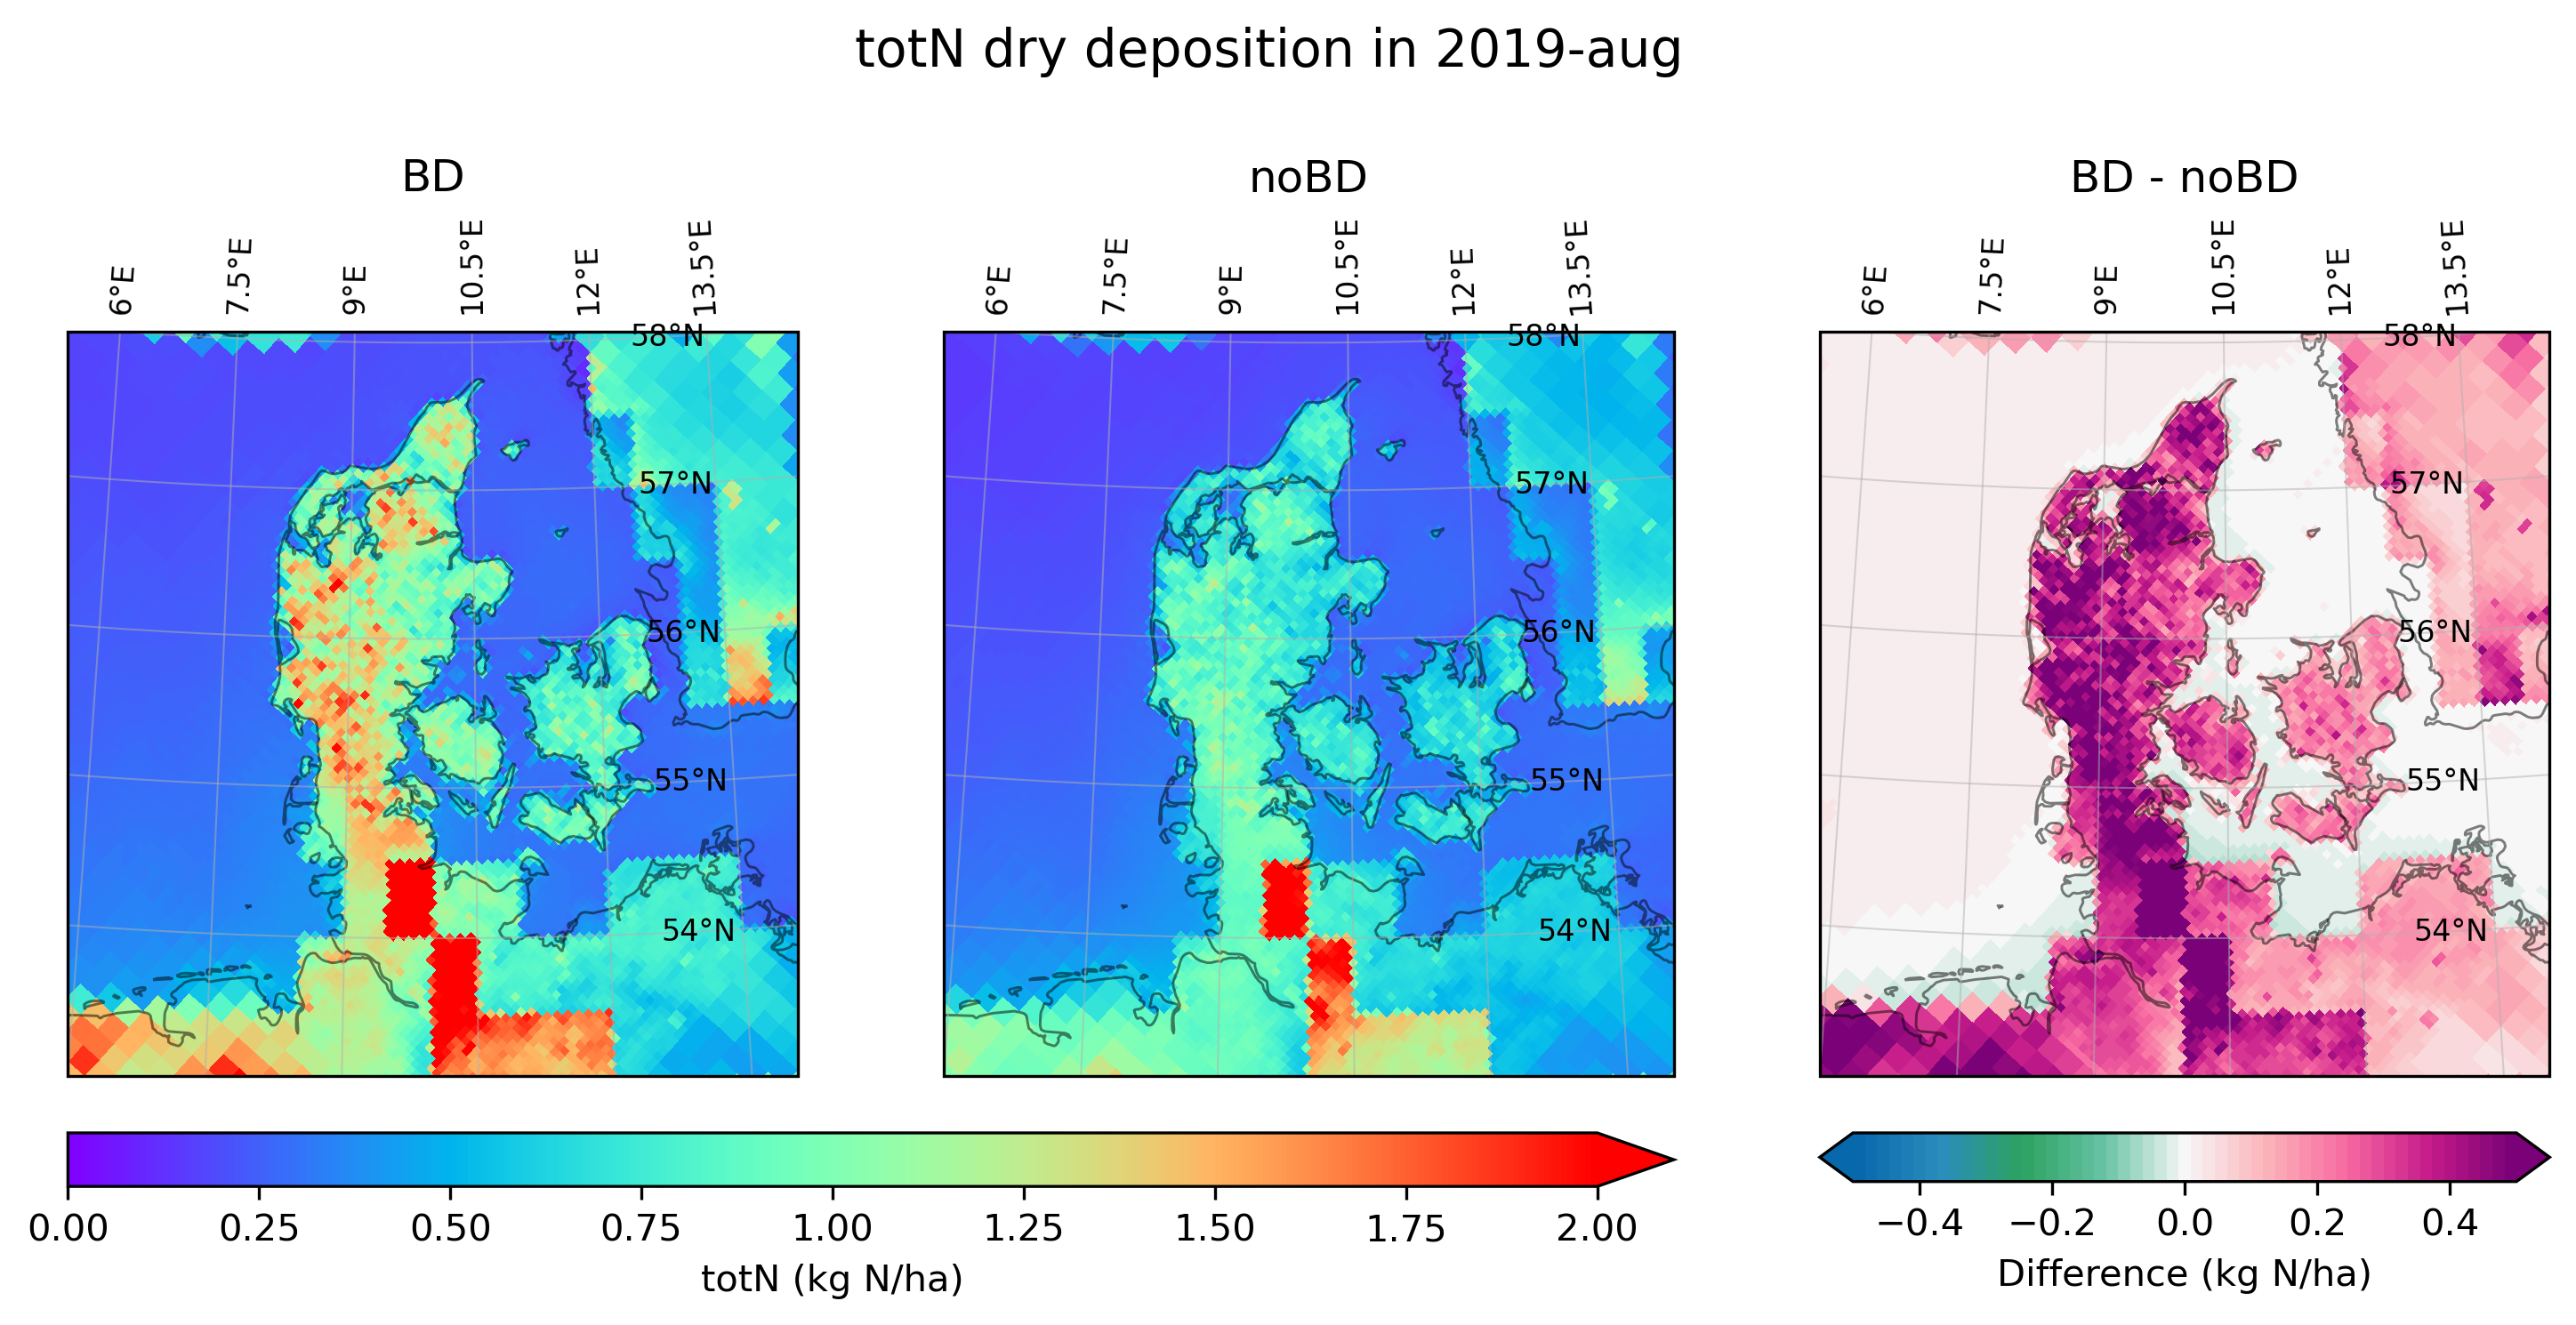 totN dry deposition in 2019-aug
BD
noBD
BD - noBD
6°E 7.5°E 9°E 10.5°E 12°E 13.5°E
6°E 7.5°E 9°E 10.5°E 12°E 13.5°E
6°E 7.5°E 9°E 10.5°E 12°E 13.5°E
58°N 58°N 58°N
57°N 57°N 57°N
56°N 56°N 56°N
55°N 55°N 55°N
54°N 54°N 54°N
0.00 0.25 0.50 0.75 1.00 1.25 1.50 1.75 2.00
totN (kg N/ha)
−0.4 −0.2 0.0 0.2 0.4
Difference (kg N/ha)